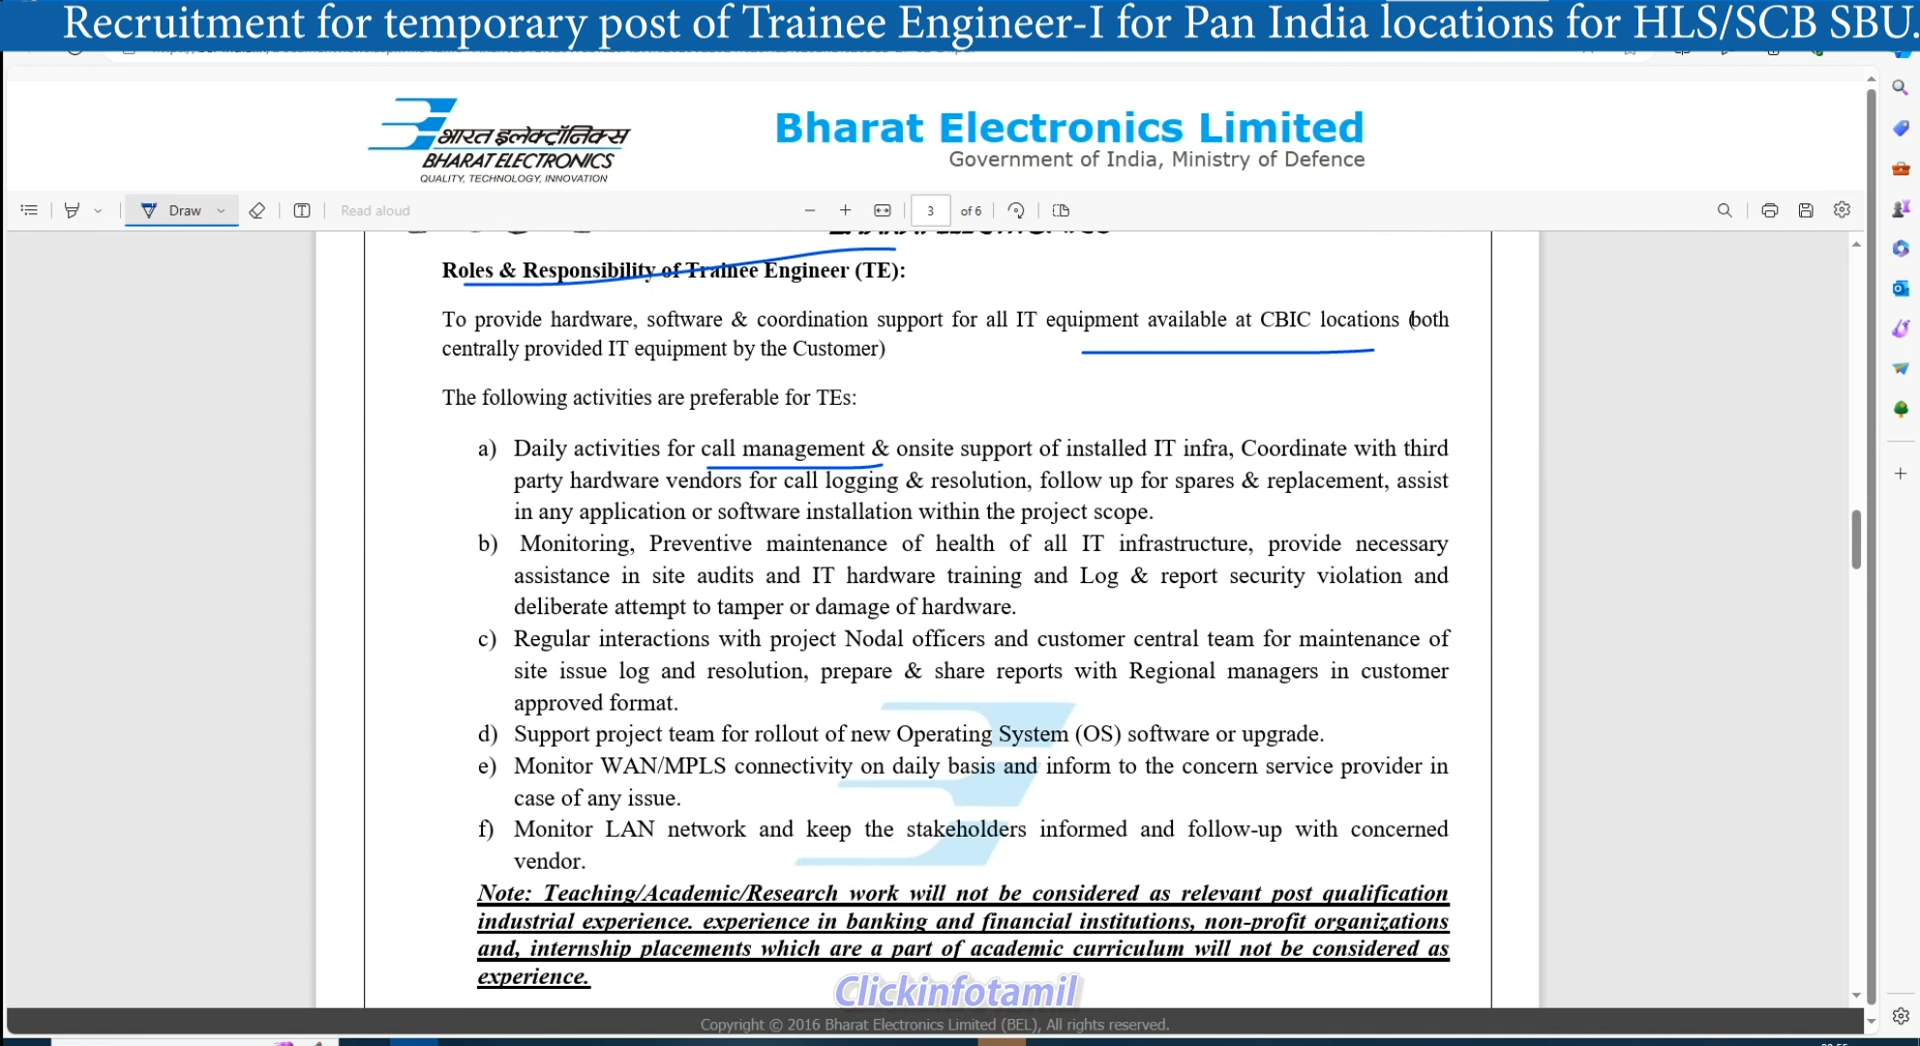 Recruitment for temporary post of Trainee Engineer-I for Pan India locations for HLS/SCB SBU.
भारत इलेक्ट्रॉनिक्स
BHARAT ELECTRONICS
QUALITY, TECHNOLOGY, INNOVATION
Bharat Electronics Limited
Government of India, Ministry of Defence
Draw
Read aloud
3 of 6
Roles & Responsibility of Trainee Engineer (TE):
To provide hardware, software & coordination support for all IT equipment available at CBIC locations (both
centrally provided IT equipment by the Customer)
The following activities are preferable for TEs:
a) Daily activities for call management & onsite support of installed IT infra, Coordinate with third
party hardware vendors for call logging & resolution, follow up for spares & replacement, assist
in any application or software installation within the project scope.
b) Monitoring, Preventive maintenance of health of all IT infrastructure, provide necessary
assistance in site audits and IT hardware training and Log & report security violation and
deliberate attempt to tamper or damage of hardware.
c) Regular interactions with project Nodal officers and customer central team for maintenance of
site issue log and resolution, prepare & share reports with Regional managers in customer
approved format.
d) Support project team for rollout of new Operating System (OS) software or upgrade.
e) Monitor WAN/MPLS connectivity on daily basis and inform to the concern service provider in
case of any issue.
f) Monitor LAN network and keep the stakeholders informed and follow-up with concerned
vendor.
Note: Teaching/Academic/Research work will not be considered as relevant post qualification
industrial experience. experience in banking and financial institutions, non-profit organizations
and, internship placements which are a part of academic curriculum will not be considered as
experience.
Clickinfotamil
Copyright © 2016 Bharat Electronics Limited (BEL), All rights reserved.